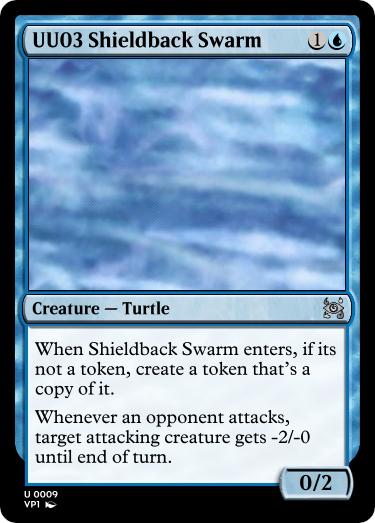 UU03 Shieldback Swarm 1
Creature — Turtle
When Shieldback Swarm enters, if its
not a token, create a token that's a
copy of it.
Whenever an opponent attacks,
target attacking creature gets -2/-0
until end of turn.
0/2
U 0009
VP1